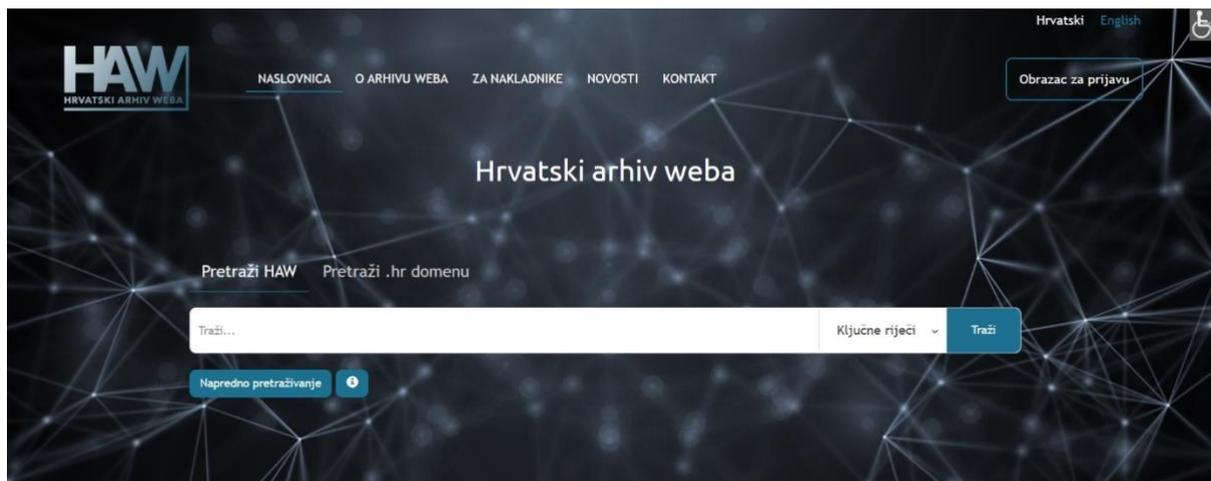 Hrvatski English
HAW
HRVATSKI ARHIV WEBA
NASLOVNICA O ARHIVU WEBA ZA NAKLADNIKE NOVOSTI KONTAKT
Obrazac za prijavu
Hrvatski arhiv weba
Pretraži HAW Pretraži .hr domenu
Traži... Ključne riječi Traži
Napredno pretraživanje